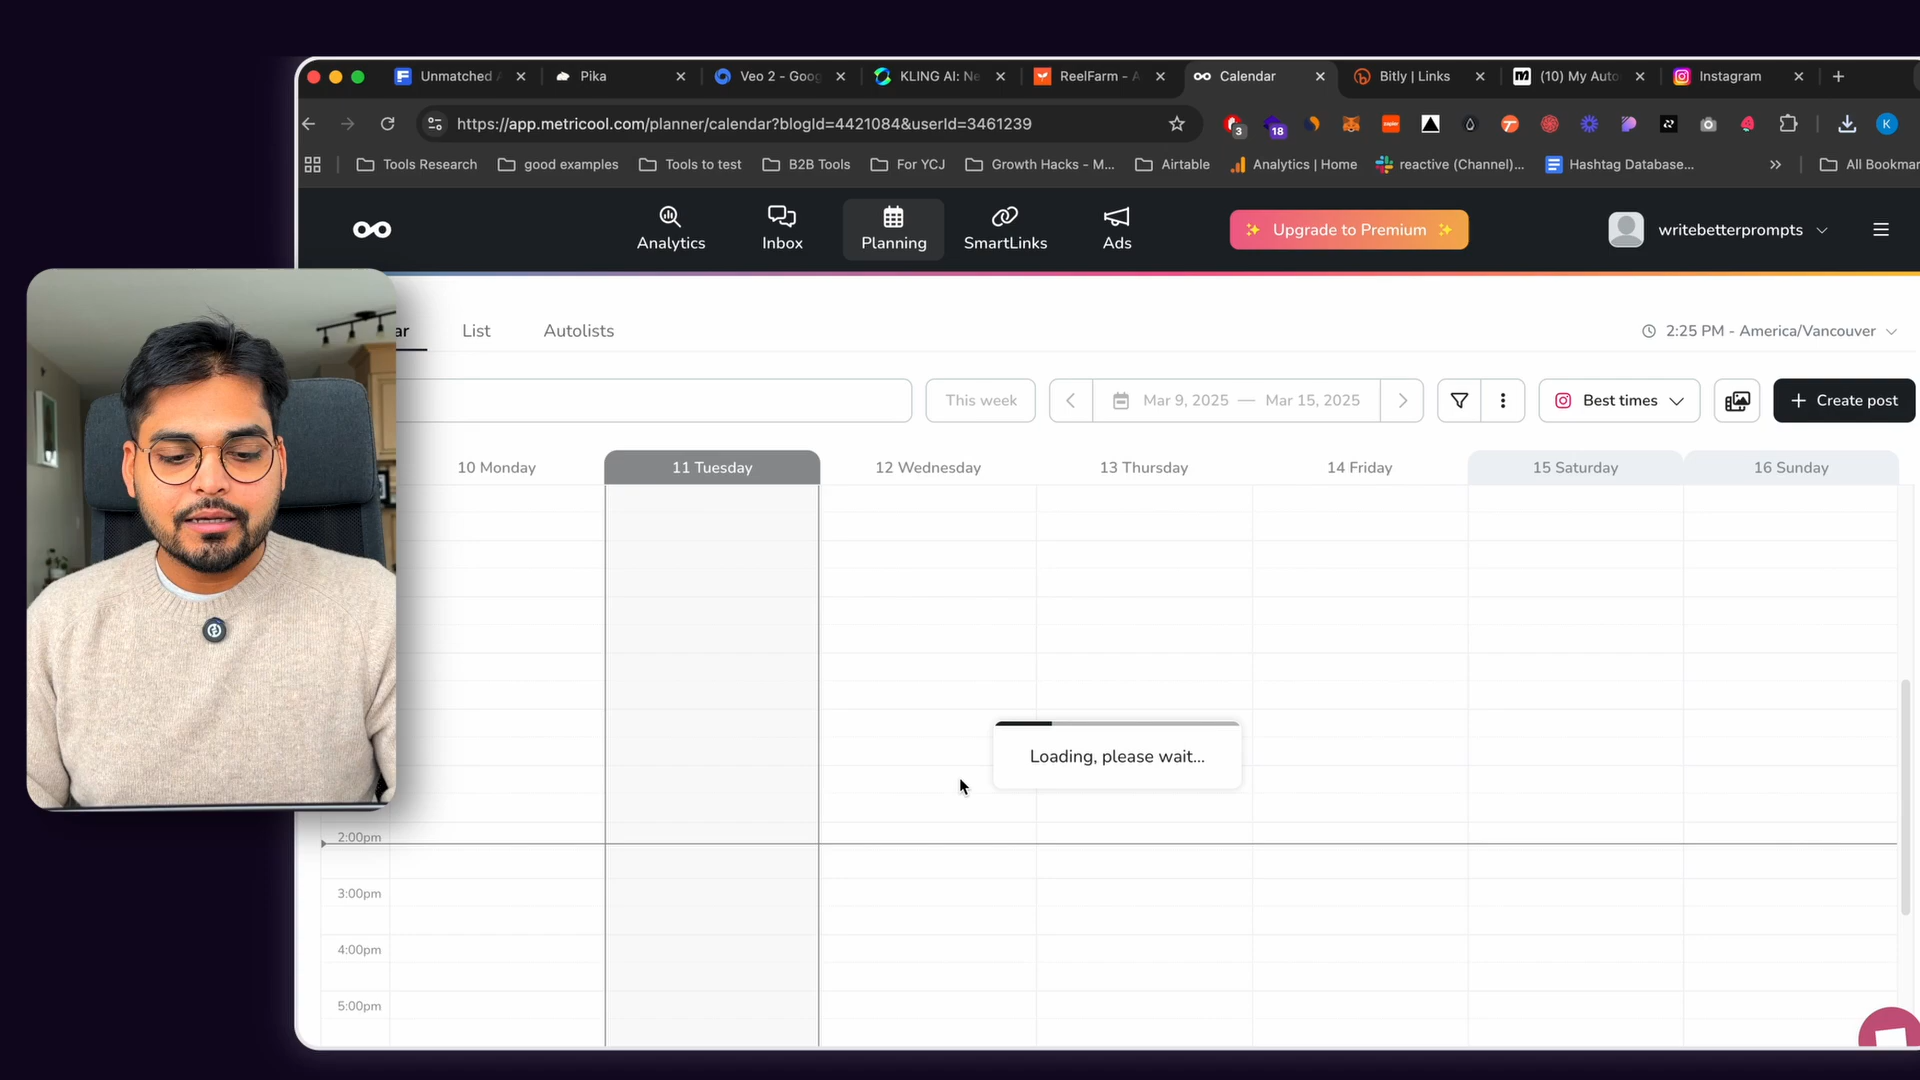 Unmatched
Pika
Veo 2 - Goog
KLING AI: Ne
ReelFarm - A
Calendar
Bitly | Links
(10) My Auto
Instagram
https://app.metricool.com/planner/calendar?blogId=4421084&userId=3461239
3
18
K
Tools Research
good examples
Tools to test
B2B Tools
For YCJ
Growth Hacks - M...
Airtable
Analytics | Home
reactive (Channel)...
Hashtag Database...
All Bookmar
Analytics
Inbox
Planning
SmartLinks
Ads
Upgrade to Premium
writebetterprompts
ar
List
Autolists
2:25 PM - America/Vancouver
This week
Mar 9, 2025 — Mar 15, 2025
Best times
+ Create post
10 Monday
11 Tuesday
12 Wednesday
13 Thursday
14 Friday
15 Saturday
16 Sunday
Loading, please wait...
2:00pm
3:00pm
4:00pm
5:00pm